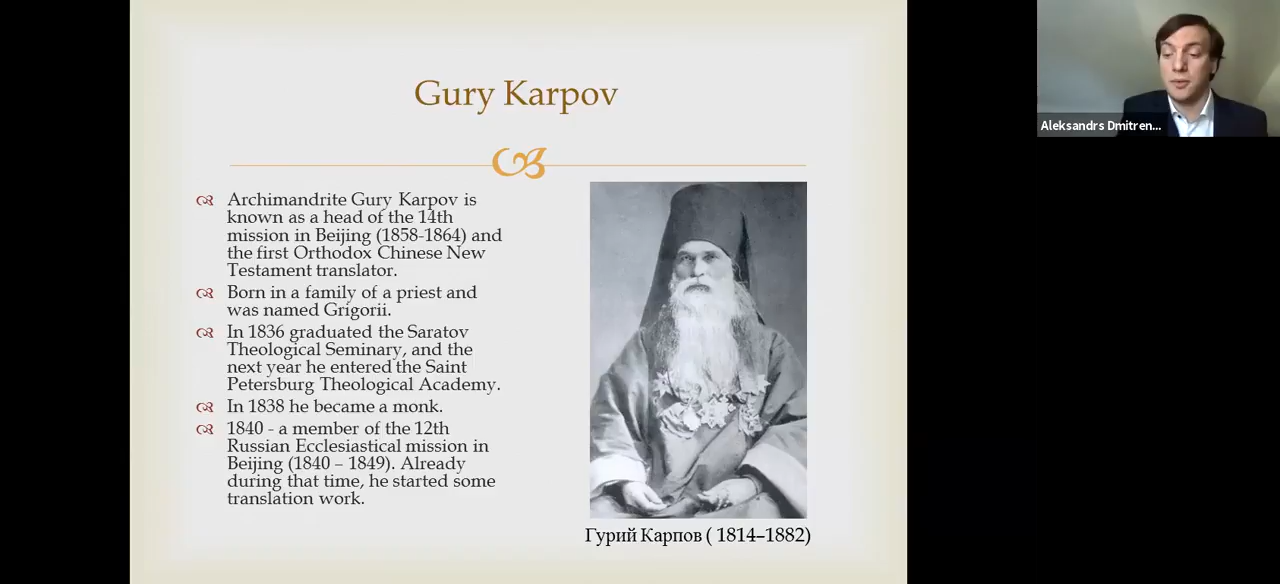 Gury Karpov
Archimandrite Gury Karpov is
known as a head of the 14th
mission in Beijing (1858-1864) and
the first Orthodox Chinese New
Testament translator.
Born in a family of a priest and
was named Grigorii.
In 1836 graduated the Saratov
Theological Seminary, and the
next year he entered the Saint
Petersburg Theological Academy.
In 1838 he became a monk.
1840 - a member of the 12th
Russian Ecclesiastical mission in
Beijing (1840 – 1849). Already
during that time, he started some
translation work.
Гурий Карпов ( 1814–1882)
Aleksandrs Dmitren...